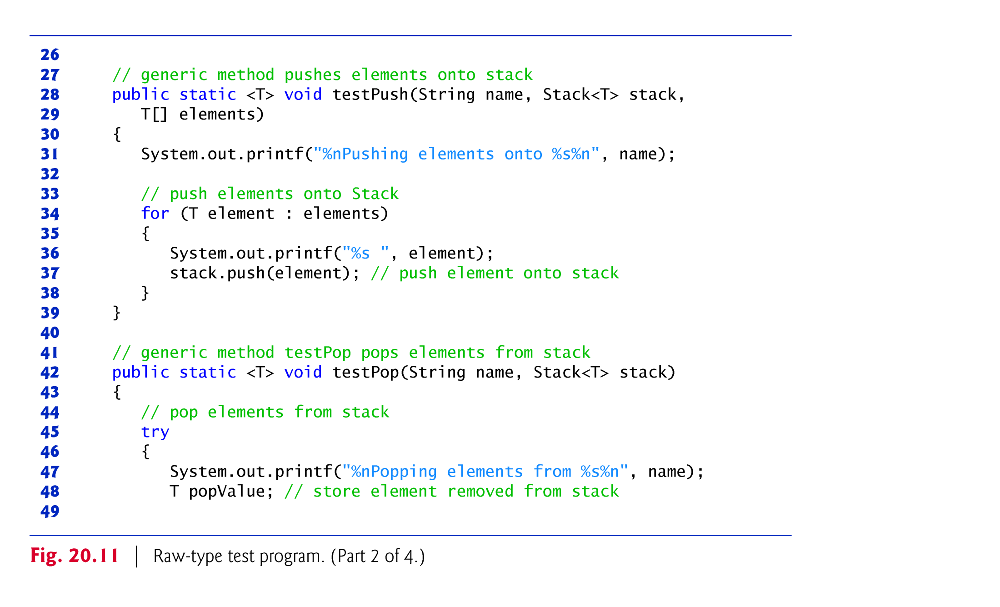 26
27 // generic method pushes elements onto stack
28 public static <T> void testPush(String name, Stack<T> stack,
29 T[] elements)
30 {
31 System.out.printf("%nPushing elements onto %s%n", name);
32
33 // push elements onto Stack
34 for (T element : elements)
35 {
36 System.out.printf("%s ", element);
37 stack.push(element); // push element onto stack
38 }
39 }
40
41 // generic method testPop pops elements from stack
42 public static <T> void testPop(String name, Stack<T> stack)
43 {
44 // pop elements from stack
45 try
46 {
47 System.out.printf("%nPopping elements from %s%n", name);
48 T popValue; // store element removed from stack
49
Fig. 20.11 | Raw-type test program. (Part 2 of 4.)